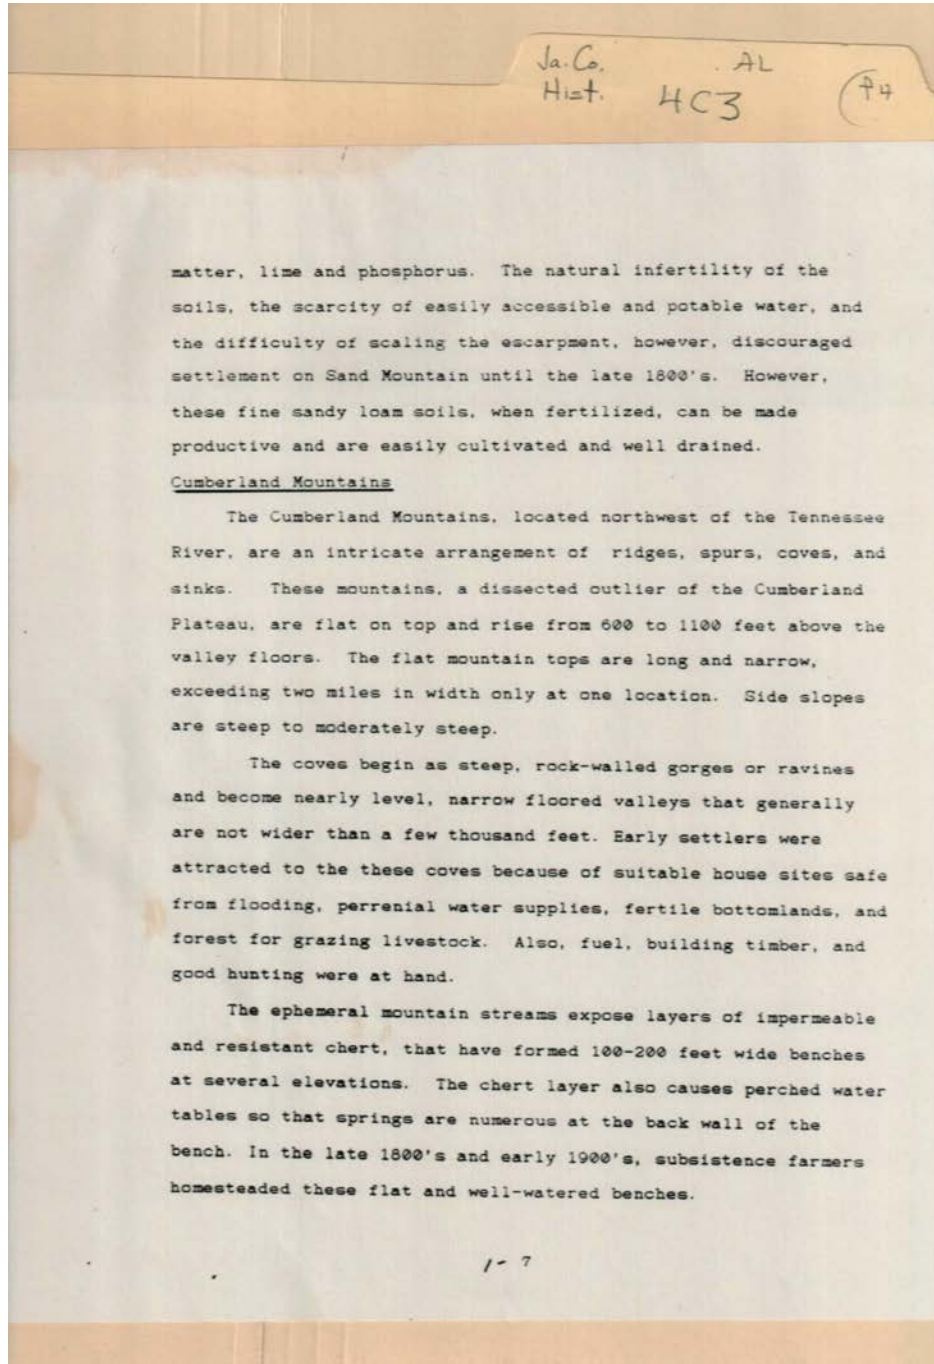 Ja. Co. AL
Hist. 4C3 P4
matter, lime and phosphorus. The natural infertility of the
soils, the scarcity of easily accessible and potable water, and
the difficulty of scaling the escarpment, however, discouraged
settlement on Sand Mountain until the late 1800's. However,
these fine sandy loam soils, when fertilized, can be made
productive and are easily cultivated and well drained.
Cumberland Mountains
The Cumberland Mountains, located northwest of the Tennessee
River, are an intricate arrangement of ridges, spurs, coves, and
sinks. These mountains, a dissected outlier of the Cumberland
Plateau, are flat on top and rise from 600 to 1100 feet above the
valley floors. The flat mountain tops are long and narrow,
exceeding two miles in width only at one location. Side slopes
are steep to moderately steep.
The coves begin as steep, rock-walled gorges or ravines
and become nearly level, narrow floored valleys that generally
are not wider than a few thousand feet. Early settlers were
attracted to the these coves because of suitable house sites safe
from flooding, perrenial water supplies, fertile bottomlands, and
forest for grazing livestock. Also, fuel, building timber, and
good hunting were at hand.
The ephemeral mountain streams expose layers of impermeable
and resistant chert, that have formed 100-200 feet wide benches
at several elevations. The chert layer also causes perched water
tables so that springs are numerous at the back wall of the
bench. In the late 1800's and early 1900's, subsistence farmers
homesteaded these flat and well-watered benches.
1- 7